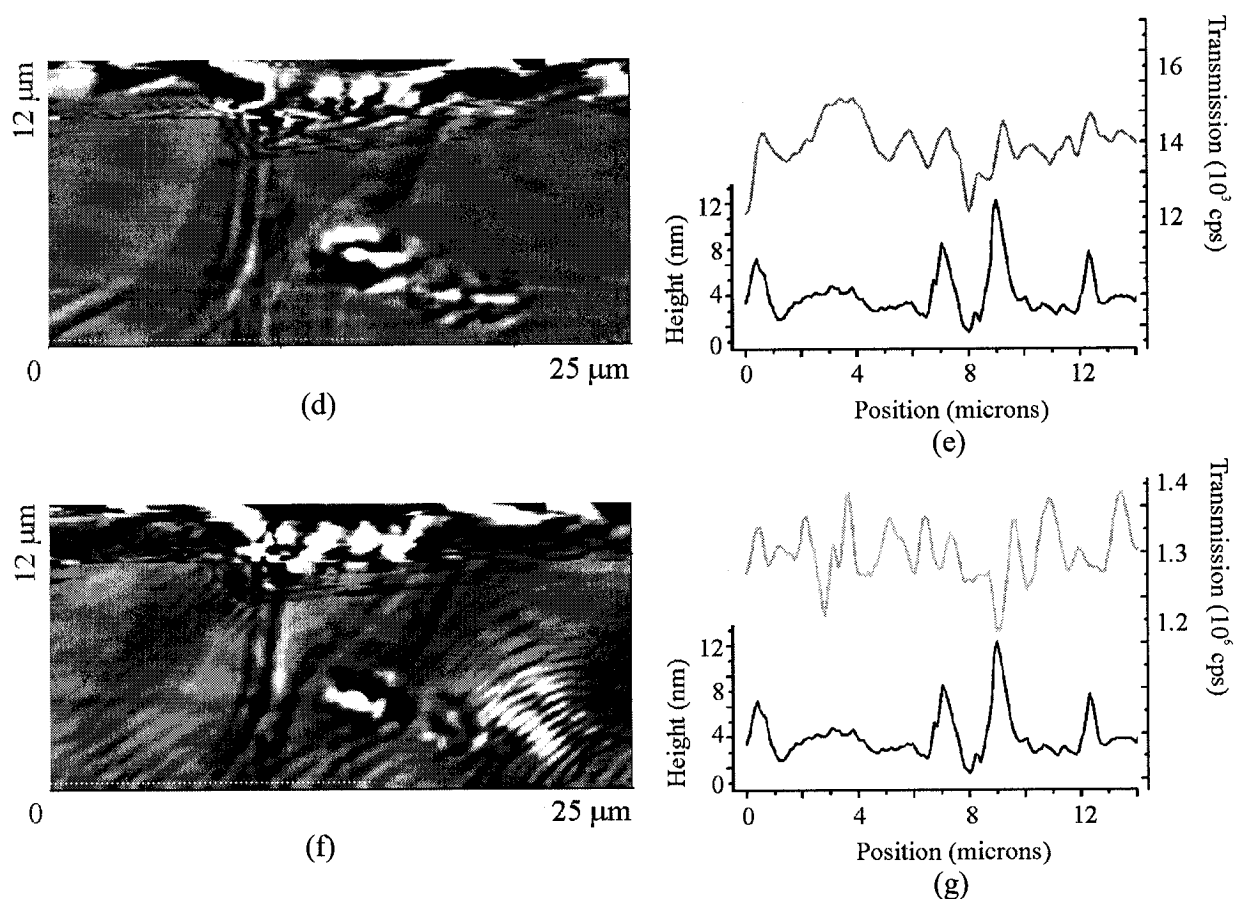 12 μm
0
25 μm
(d)
Transmission (10³ cps)
16
14
12
Height (nm)
12
8
4
0
0
4
8
12
Position (microns)
(e)
12 μm
0
25 μm
(f)
Transmission (10⁶ cps)
1.4
1.3
1.2
Height (nm)
12
8
4
0
0
4
8
12
Position (microns)
(g)